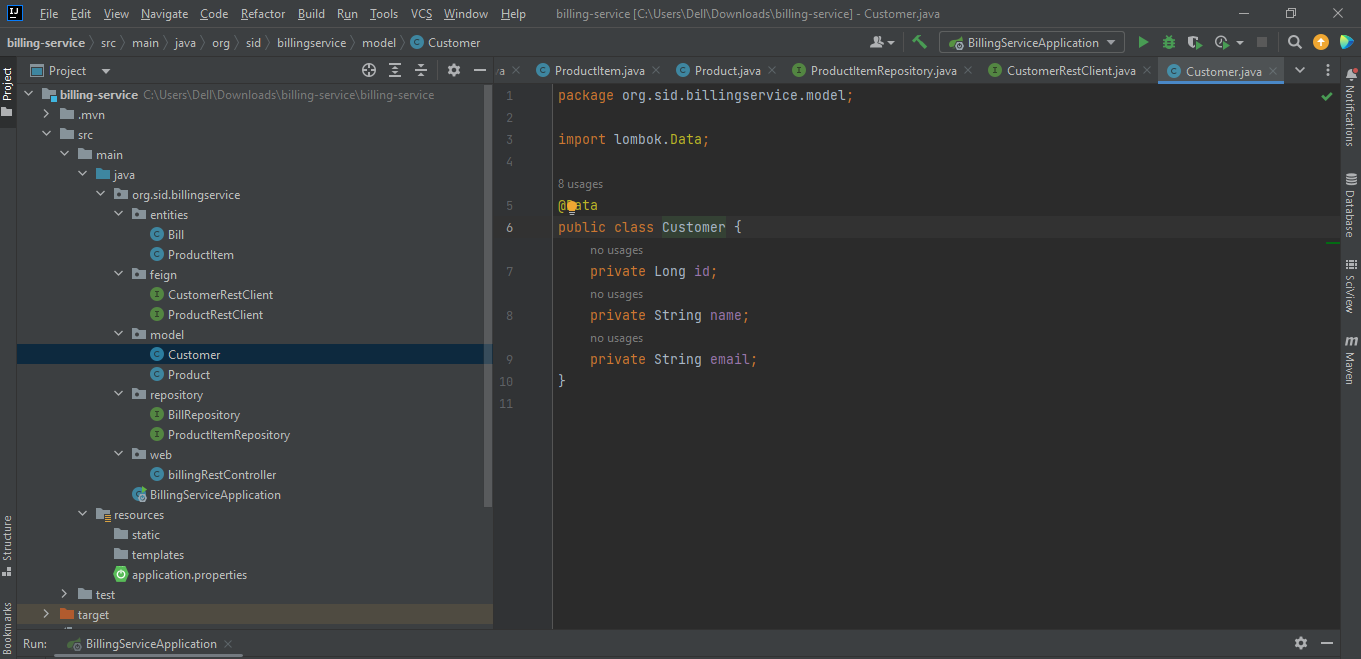 File Edit View Navigate Code Refactor Build Run Tools VCS Window Help billing-service [C:\Users\Dell\Downloads\billing-service] - Customer.java
billing-service src main java org sid billingservice model Customer
BillingServiceApplication
Project
Project
ProductItem.java Product.java ProductItemRepository.java CustomerRestClient.java Customer.java
billing-service C:\Users\Dell\Downloads\billing-service\billing-service
.mvn
src
main
java
org.sid.billingservice
entities
Bill
ProductItem
feign
CustomerRestClient
ProductRestClient
model
Customer
Product
repository
BillRepository
ProductItemRepository
web
billingRestController
BillingServiceApplication
resources
static
templates
application.properties
test
target
1 package org.sid.billingservice.model;
2
3 import lombok.Data;
4
8 usages
5 @Data
6 public class Customer {
no usages
7 private Long id;
no usages
8 private String name;
no usages
9 private String email;
10 }
11
Notifications
Database
SciView
Maven
Structure
Bookmarks
Run: BillingServiceApplication